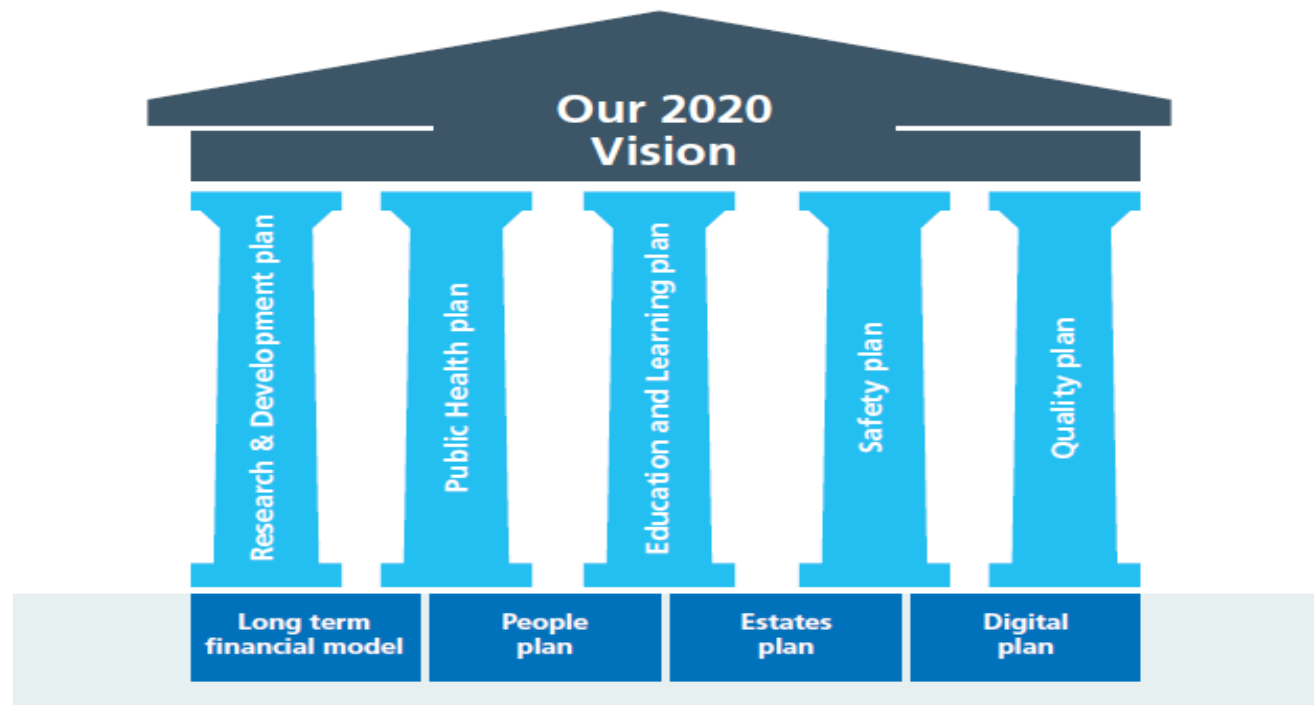 Our 2020
Vision
Research & Development plan
Public Health plan
Education and Learning plan
Safety plan
Quality plan
Long term
financial model
People
plan
Estates
plan
Digital
plan